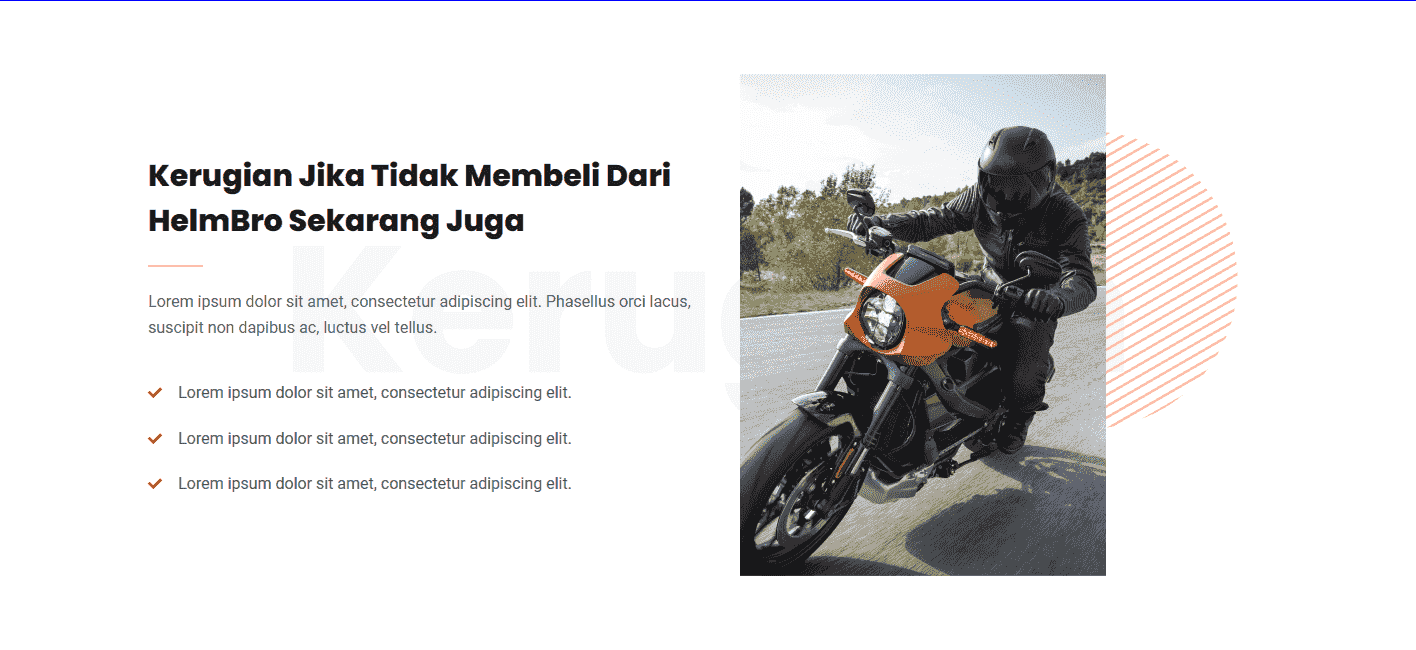 Kerugian Jika Tidak Membeli Dari
HelmBro Sekarang Juga
Lorem ipsum dolor sit amet, consectetur adipiscing elit. Phasellus orci lacus,
suscipit non dapibus ac, luctus vel tellus.
Lorem ipsum dolor sit amet, consectetur adipiscing elit.
Lorem ipsum dolor sit amet, consectetur adipiscing elit.
Lorem ipsum dolor sit amet, consectetur adipiscing elit.